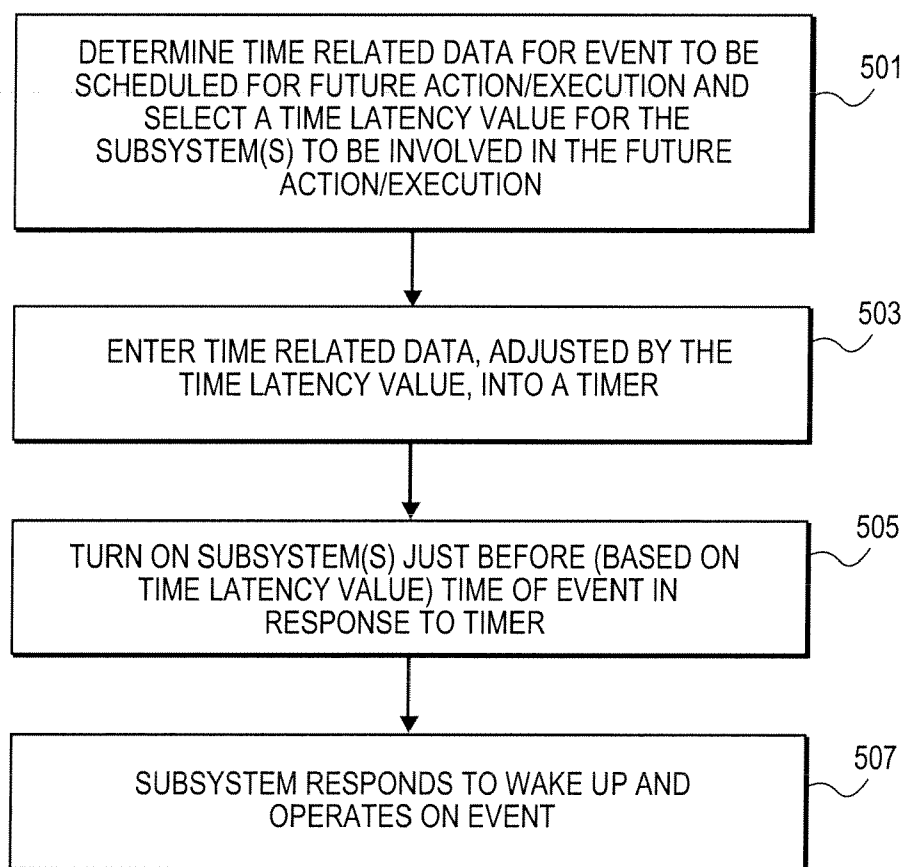 DETERMINE TIME RELATED DATA FOR EVENT TO BE
SCHEDULED FOR FUTURE ACTION/EXECUTION AND
SELECT A TIME LATENCY VALUE FOR THE
SUBSYSTEM(S) TO BE INVOLVED IN THE FUTURE
ACTION/EXECUTION
501
ENTER TIME RELATED DATA, ADJUSTED BY THE
TIME LATENCY VALUE, INTO A TIMER
503
TURN ON SUBSYSTEM(S) JUST BEFORE (BASED ON
TIME LATENCY VALUE) TIME OF EVENT IN
RESPONSE TO TIMER
505
SUBSYSTEM RESPONDS TO WAKE UP AND
OPERATES ON EVENT
507